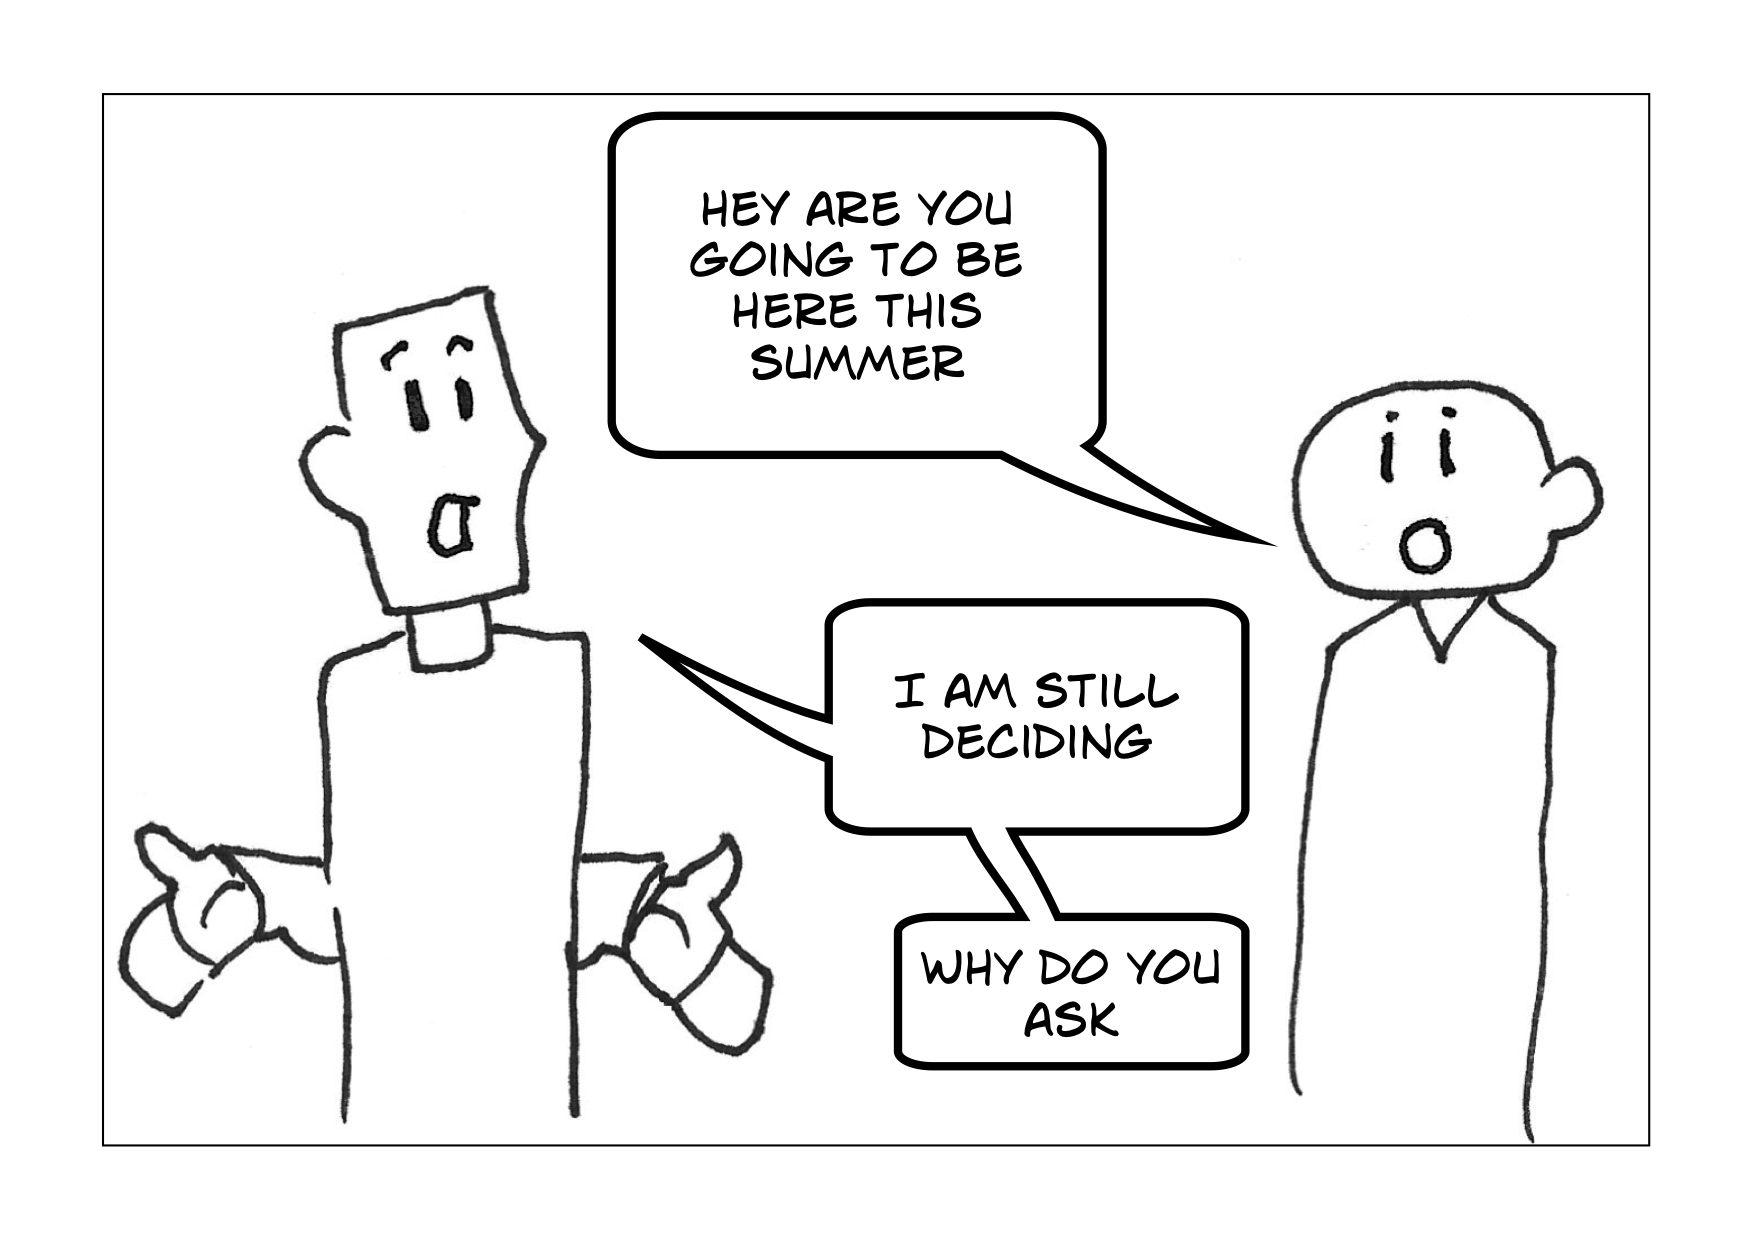 HEY ARE YOU
GOING TO BE
HERE THIS
SUMMER
I AM STILL
DECIDING
WHY DO YOU
ASK